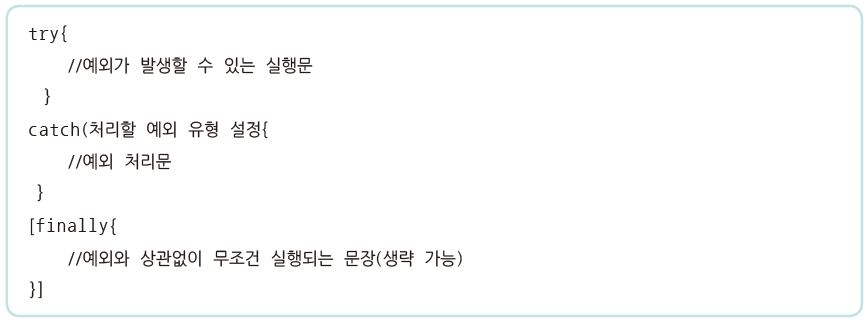 try{
//예외가 발생할 수 있는 실행문
}
catch(처리할 예외 유형 설정{
//예외 처리문
}
[finally{
//예외와 상관없이 무조건 실행되는 문장(생략 가능)
}]